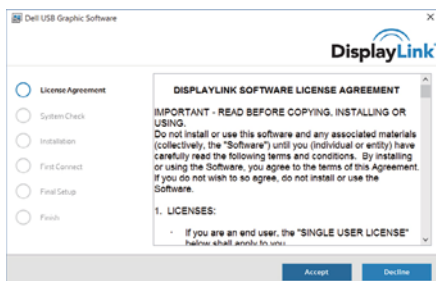 Dell USB Graphic Software
DisplayLink
License Agreement
System Check
Installation
First Connect
Final Setup
Finish
DISPLAYLINK SOFTWARE LICENSE AGREEMENT
IMPORTANT - READ BEFORE COPYING, INSTALLING OR
USING.
Do not install or use this software and any associated materials
(collectively, the "Software") until you (individual or entity) have
carefully read the following terms and conditions. By installing
or using the Software, you agree to the terms of this Agreement.
If you do not wish to so agree, do not install or use the
Software.
1. LICENSES:
· If you are an end user, the "SINGLE USER LICENSE"
below shall apply to you
Accept
Decline